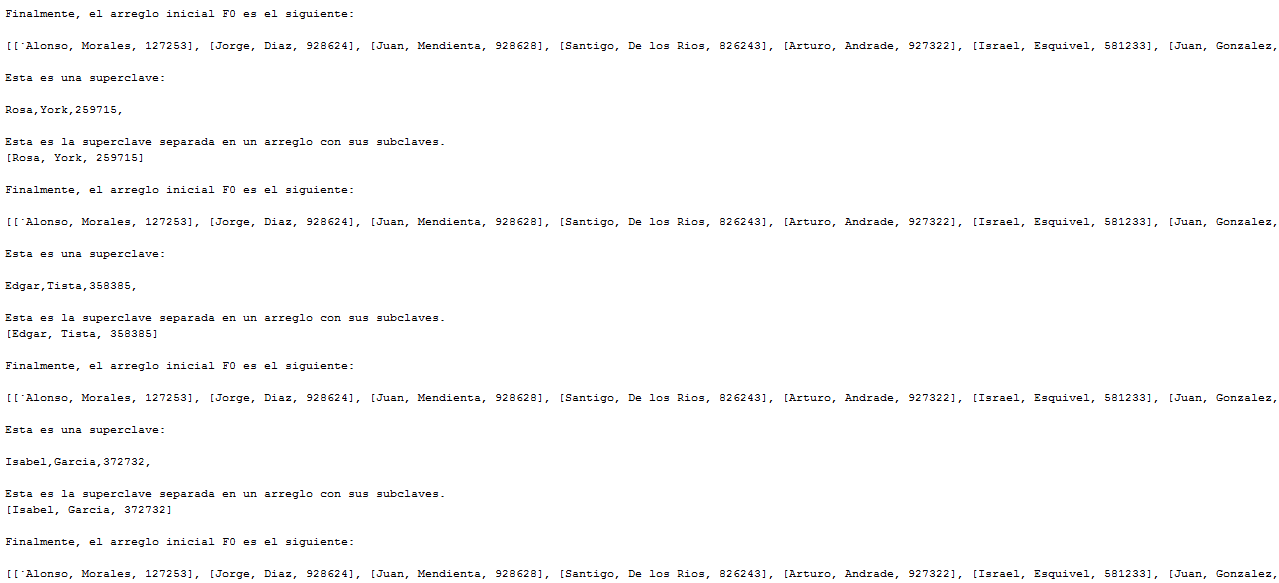 Finalmente, el arreglo inicial F0 es el siguiente:
[[˙Alonso, Morales, 127253], [Jorge, Diaz, 928624], [Juan, Mendienta, 928628], [Santigo, De los Rios, 826243], [Arturo, Andrade, 927322], [Israel, Esquivel, 581233], [Juan, Gonzalez,
Esta es una superclave:
Rosa,York,259715,
Esta es la superclave separada en un arreglo con sus subclaves.
[Rosa, York, 259715]
Finalmente, el arreglo inicial F0 es el siguiente:
[[˙Alonso, Morales, 127253], [Jorge, Diaz, 928624], [Juan, Mendienta, 928628], [Santigo, De los Rios, 826243], [Arturo, Andrade, 927322], [Israel, Esquivel, 581233], [Juan, Gonzalez,
Esta es una superclave:
Edgar,Tista,358385,
Esta es la superclave separada en un arreglo con sus subclaves.
[Edgar, Tista, 358385]
Finalmente, el arreglo inicial F0 es el siguiente:
[[˙Alonso, Morales, 127253], [Jorge, Diaz, 928624], [Juan, Mendienta, 928628], [Santigo, De los Rios, 826243], [Arturo, Andrade, 927322], [Israel, Esquivel, 581233], [Juan, Gonzalez,
Esta es una superclave:
Isabel,Garcia,372732,
Esta es la superclave separada en un arreglo con sus subclaves.
[Isabel, Garcia, 372732]
Finalmente, el arreglo inicial F0 es el siguiente:
[[˙Alonso, Morales, 127253], [Jorge, Diaz, 928624], [Juan, Mendienta, 928628], [Santigo, De los Rios, 826243], [Arturo, Andrade, 927322], [Israel, Esquivel, 581233], [Juan, Gonzalez,